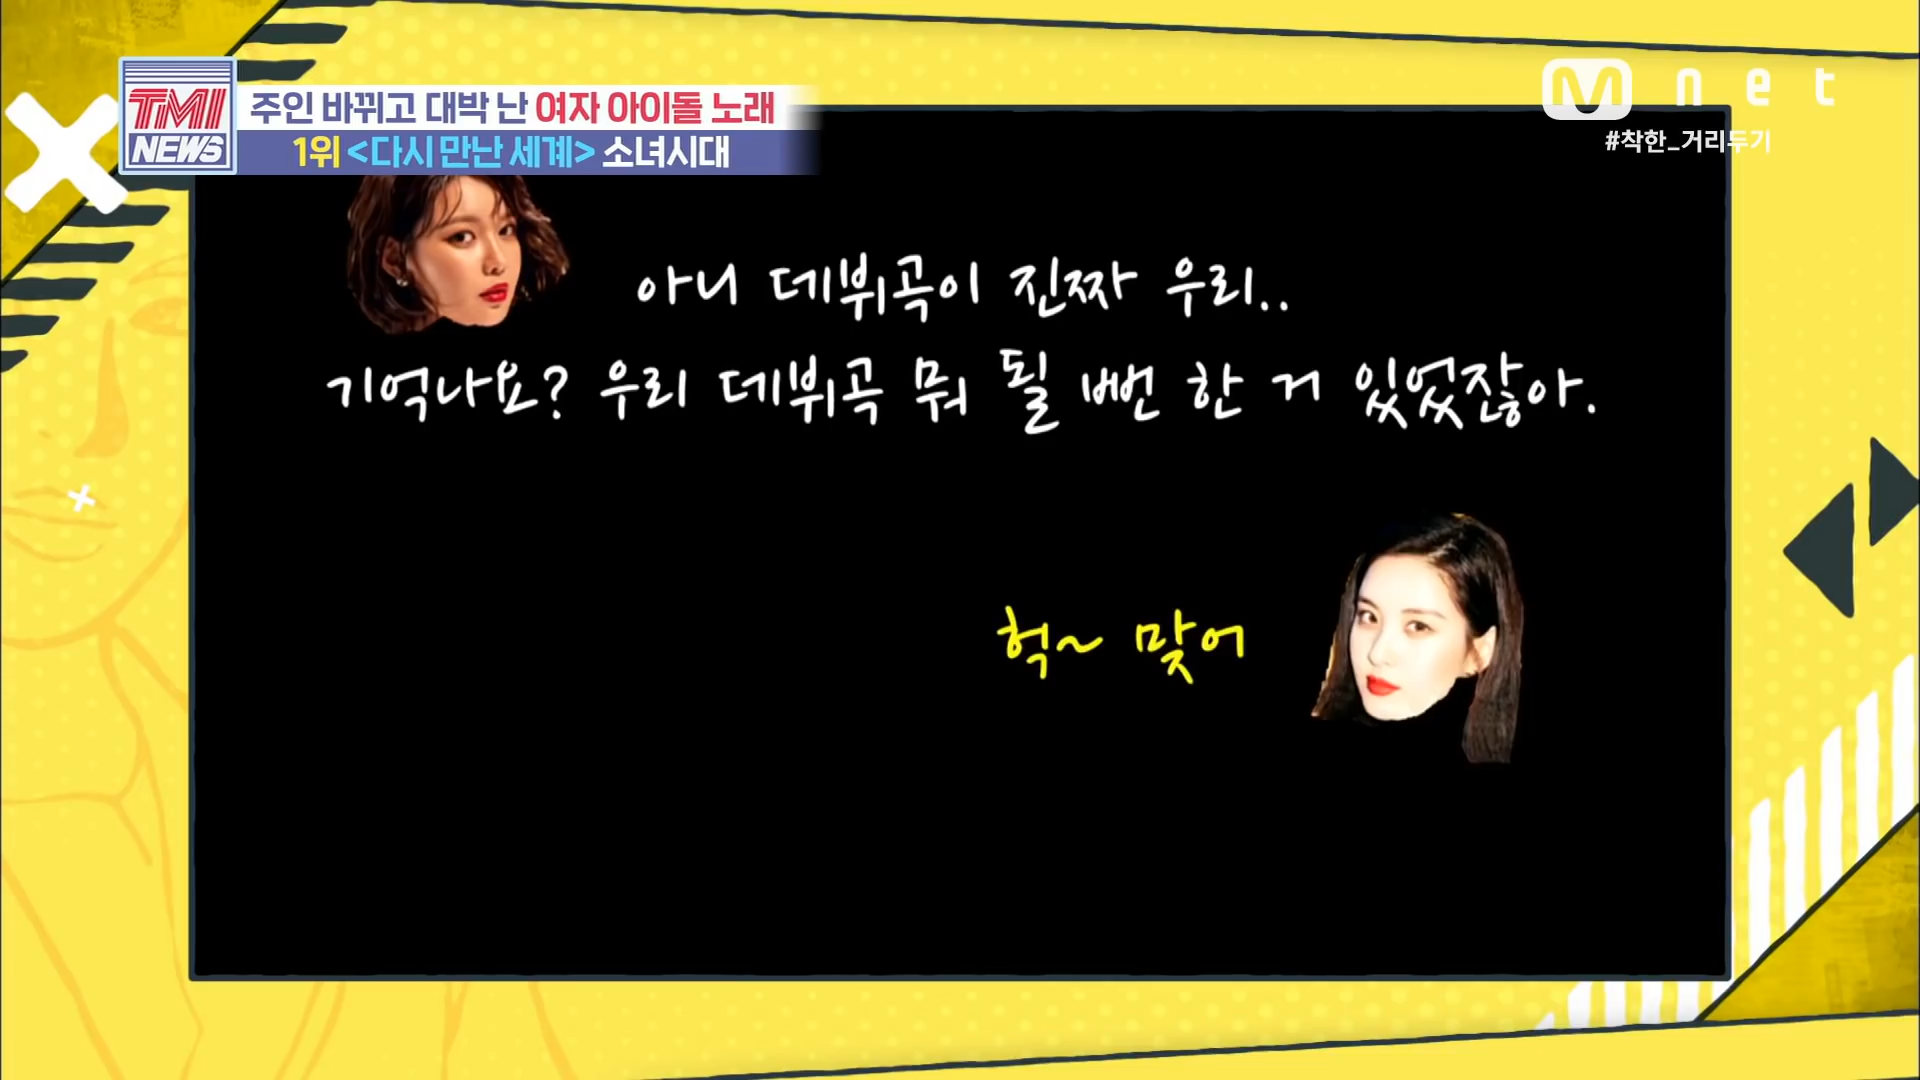 TMI
NEWS
주인 바뀌고 대박 난 여자 아이돌 노래
1위 <다시 만난 세계> 소녀시대
M net
#착한_거리두기
아니 데뷔곡이 진짜 우리..
기억나요? 우리 데뷔곡 뭐 될 뻔 한 거 있었잖아.
헉~ 맞어